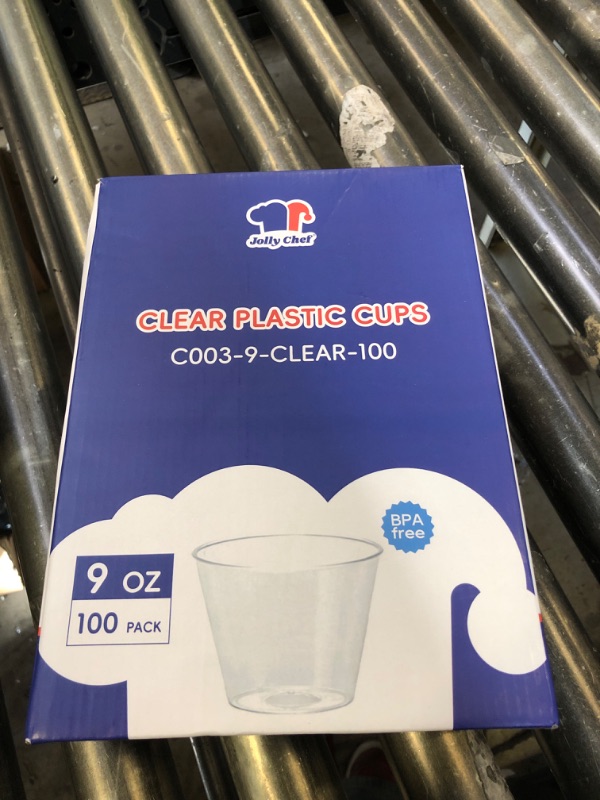 Jolly Chef
CLEAR PLASTIC CUPS
C003-9-CLEAR-100
BPA
free
9 OZ
100 PACK